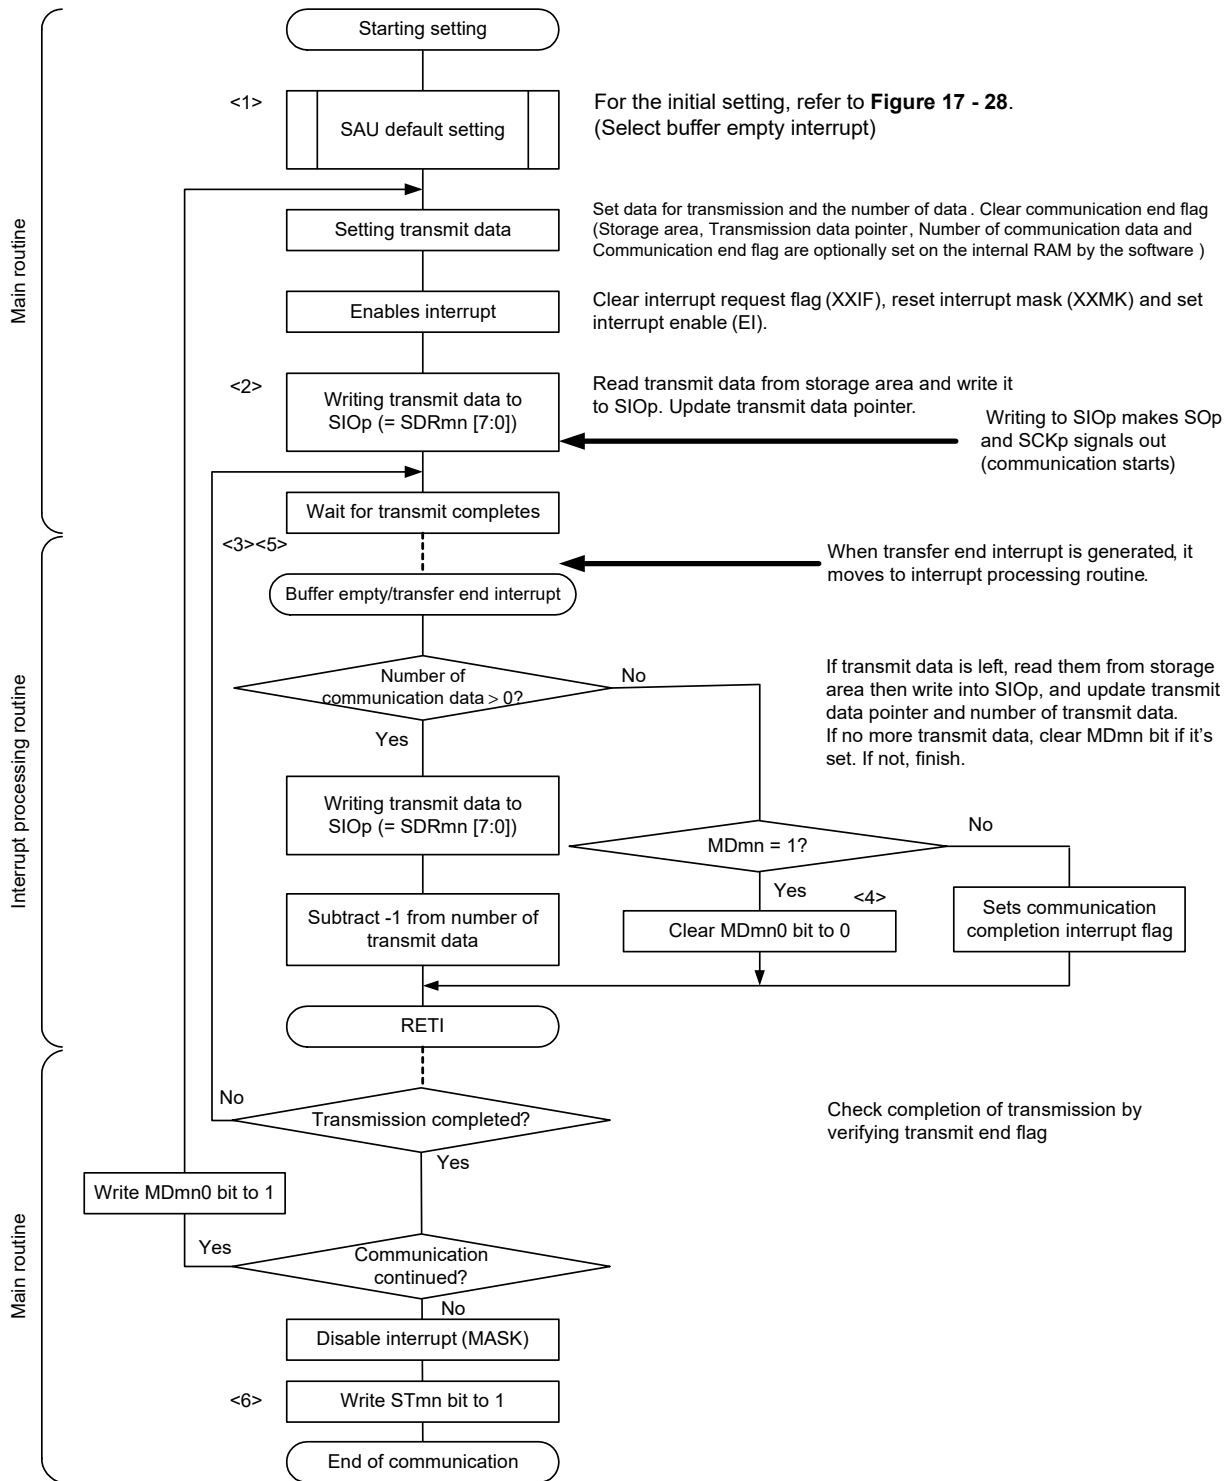 Starting setting
<1>
SAU default setting
For the initial setting, refer to Figure 17 - 28.
(Select buffer empty interrupt)
Main routine
Setting transmit data
Set data for transmission and the number of data. Clear communication end flag
(Storage area, Transmission data pointer, Number of communication data and
Communication end flag are optionally set on the internal RAM by the software )
Enables interrupt
Clear interrupt request flag (XXIF), reset interrupt mask (XXMK) and set
interrupt enable (EI).
<2>
Writing transmit data to
SIOp (= SDRmn [7:0])
Read transmit data from storage area and write it
to SIOp. Update transmit data pointer.
Writing to SIOp makes SOp
and SCKp signals out
(communication starts)
Wait for transmit completes
<3><5>
When transfer end interrupt is generated, it
moves to interrupt processing routine.
Buffer empty/transfer end interrupt
Interrupt processing routine
Number of
communication data > 0?
No
Yes
If transmit data is left, read them from storage
area then write into SIOp, and update transmit
data pointer and number of transmit data.
If no more transmit data, clear MDmn bit if it's
set. If not, finish.
Writing transmit data to
SIOp (= SDRmn [7:0])
MDmn = 1?
No
Yes
<4>
Subtract -1 from number of
transmit data
Clear MDmn0 bit to 0
Sets communication
completion interrupt flag
RETI
Main routine
No
Transmission completed?
Yes
Check completion of transmission by
verifying transmit end flag
Write MDmn0 bit to 1
Yes
Communication
continued?
No
Disable interrupt (MASK)
<6>
Write STmn bit to 1
End of communication